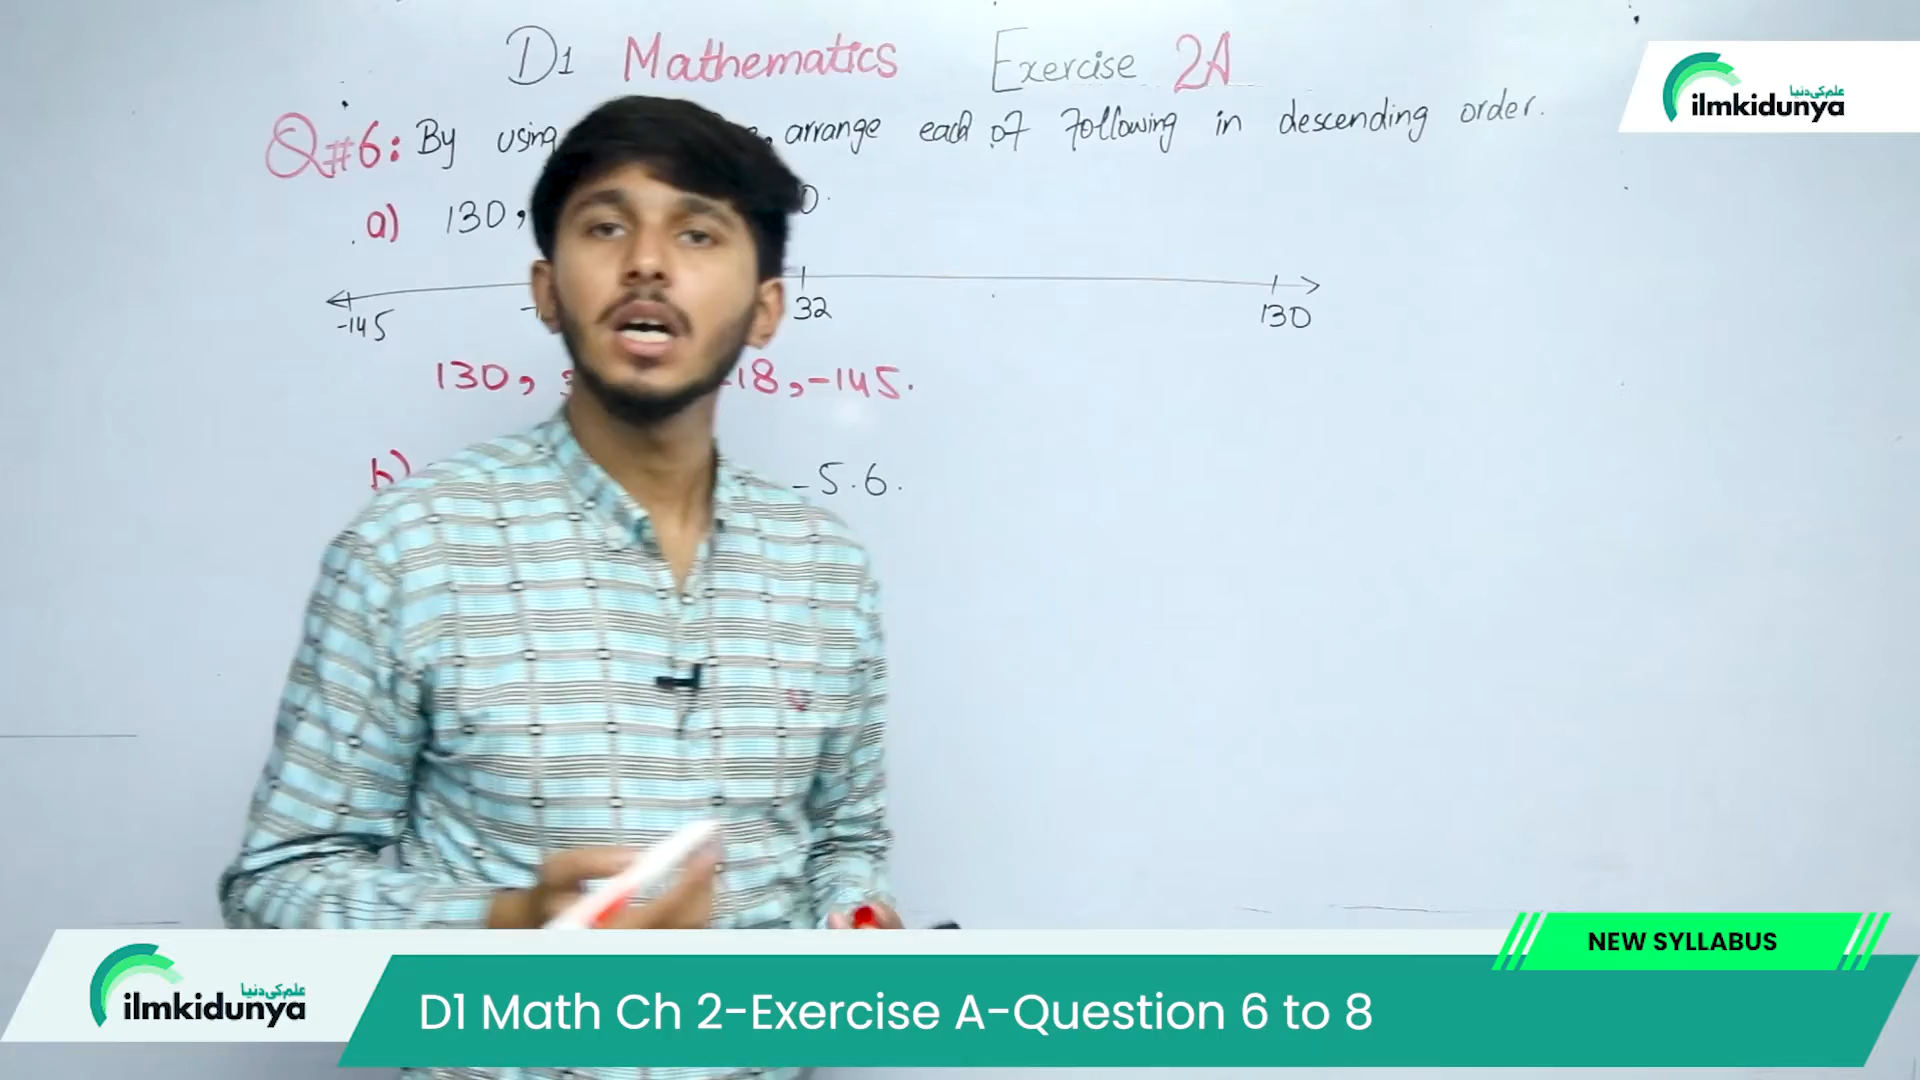 D1 Mathematics Exercise 2A
Q#6: By using , arrange each of following in descending order.
a) 130, 0.
-145 32 130
130, -18, -145.
b) -5.6.
علم کی دنیا
ilmkidunya
NEW SYLLABUS
علم کی دنیا
ilmkidunya
D1 Math Ch 2-Exercise A-Question 6 to 8